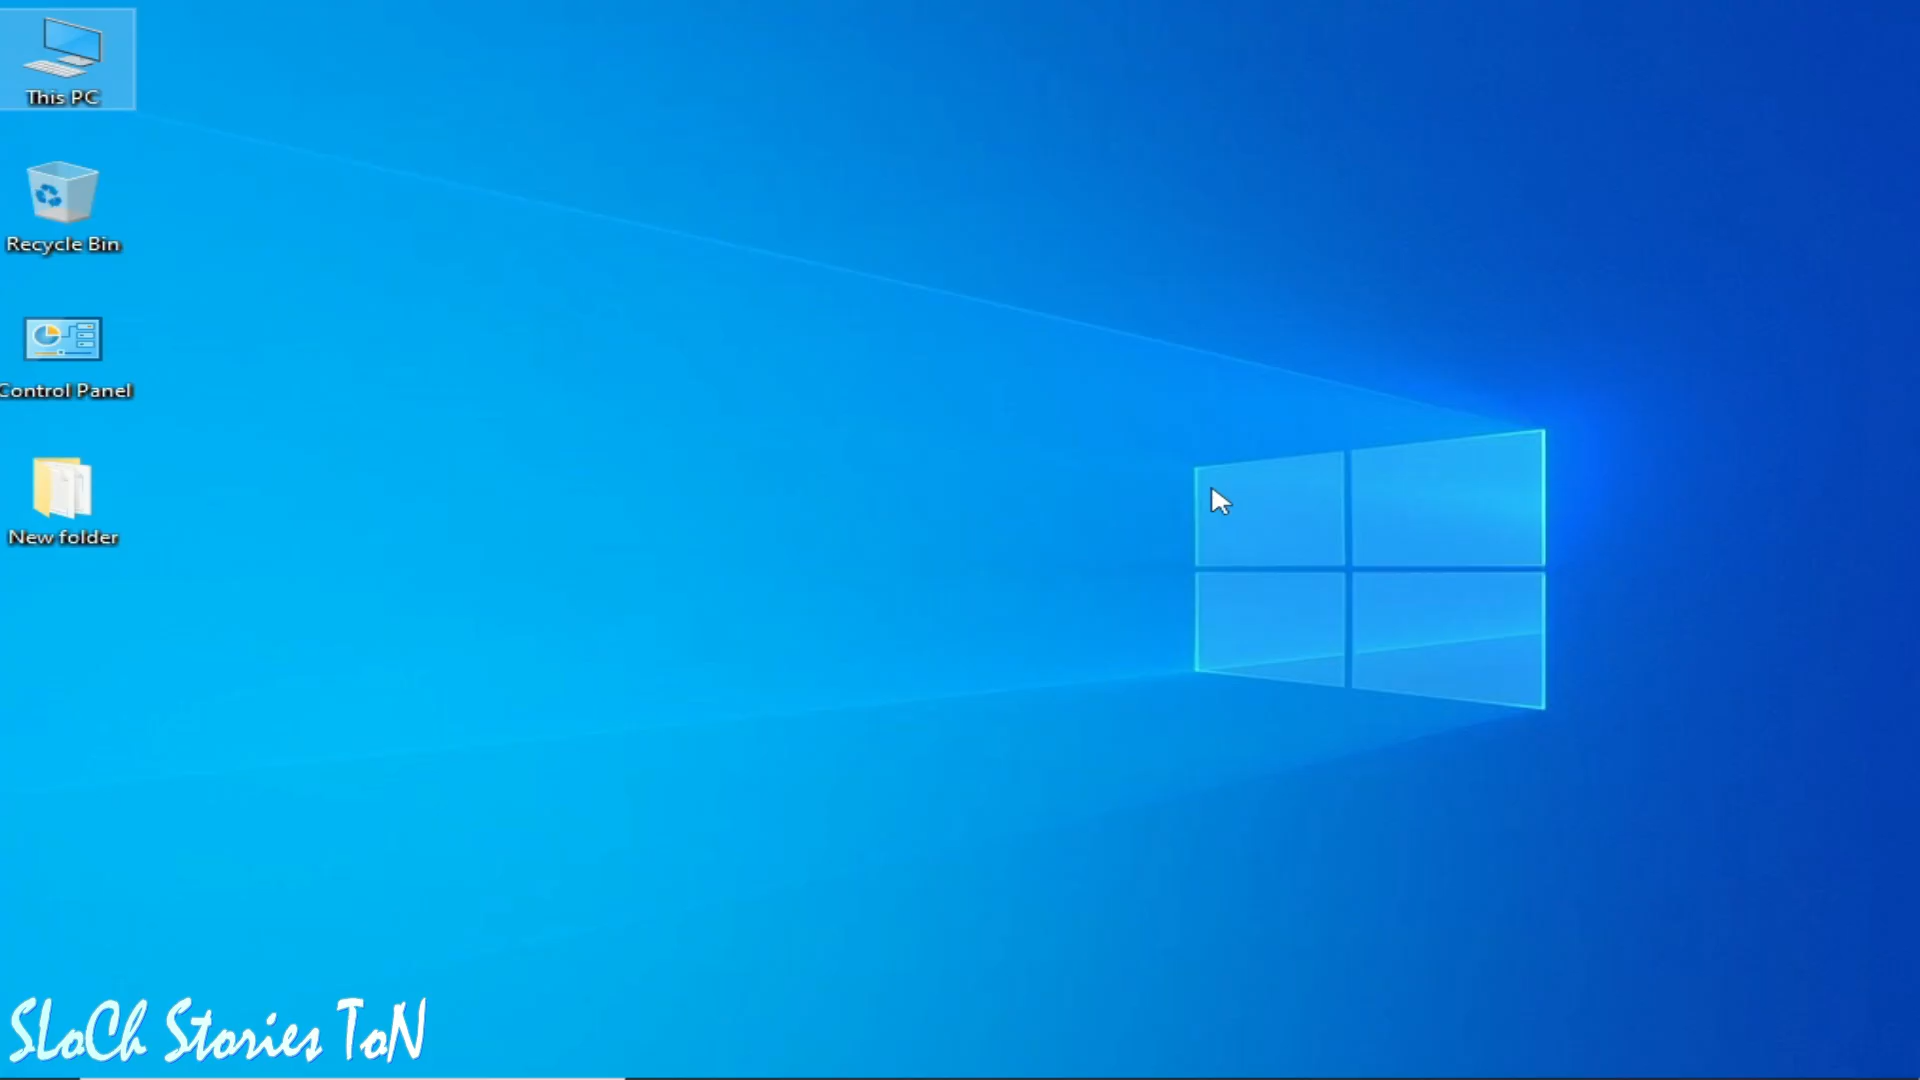 This PC
Recycle Bin
Control Panel
New folder
SLoCh Stories ToN